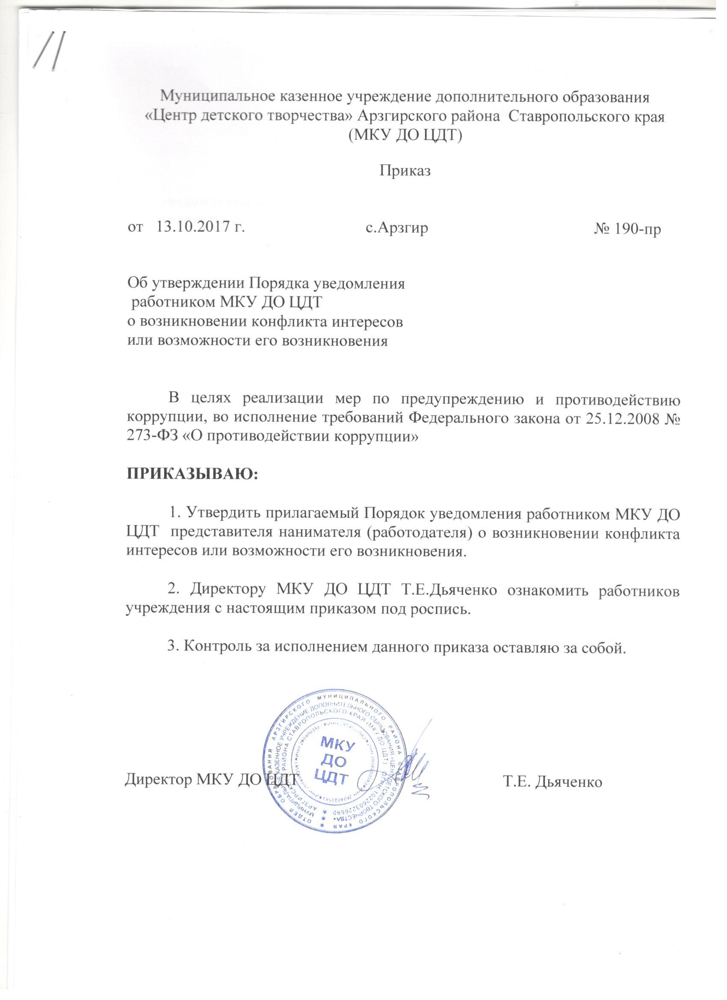 Муниципальное казенное учреждение дополнительного образования
«Центр детского творчества» Арзгирского района Ставропольского края
(МКУ ДО ЦДТ)
Приказ
от 13.10.2017 г. с.Арзгир № 190-пр
Об утверждении Порядка уведомления
работником МКУ ДО ЦДТ
о возникновении конфликта интересов
или возможности его возникновения
В целях реализации мер по предупреждению и противодействию
коррупции, во исполнение требований Федерального закона от 25.12.2008 №
273-ФЗ «О противодействии коррупции»
ПРИКАЗЫВАЮ:
1. Утвердить прилагаемый Порядок уведомления работником МКУ ДО
ЦДТ представителя нанимателя (работодателя) о возникновении конфликта
интересов или возможности его возникновения.
2. Директору МКУ ДО ЦДТ Т.Е.Дьяченко ознакомить работников
учреждения с настоящим приказом под роспись.
3. Контроль за исполнением данного приказа оставляю за собой.
Директор МКУ ДО ЦДТ Т.Е. Дьяченко
ОТДЕЛ ОБРАЗОВАНИЯ АРЗГИРСКОГО МУНИЦИПАЛЬНОГО РАЙОНА СТАВРОПОЛЬСКОГО КРАЯ
МУНИЦИПАЛЬНОЕ КАЗЕННОЕ УЧРЕЖДЕНИЕ ДОПОЛНИТЕЛЬНОГО ОБРАЗОВАНИЯ «ЦЕНТР ДЕТСКОГО ТВОРЧЕСТВА»
АРЗГИРСКОГО РАЙОНА СТАВРОПОЛЬСКОГО КРАЯ (МКУ ДО ЦДТ) ОГРН 1022603226690
МКУ
ДО
ЦДТ